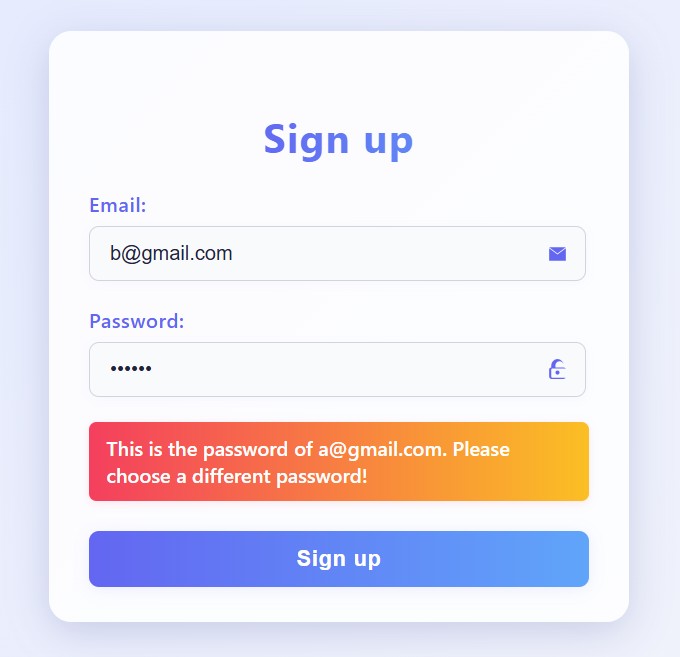 Sign up
Email:
b@gmail.com
Password:
••••••
This is the password of a@gmail.com. Please
choose a different password!
Sign up